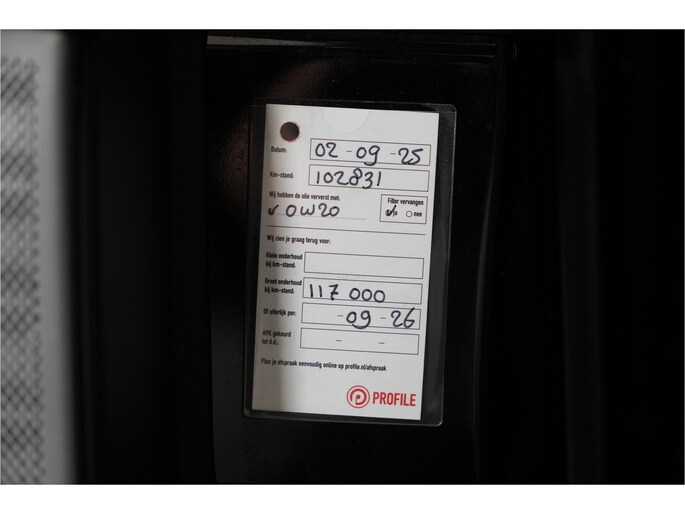 Datum: 02 - 09 - 25
Km-stand: 102831
Wij hebben de olie ververst met:
✓ 0W20
Filter vervangen
ja nee
Wij zien je graag terug voor:
Klein onderhoud
bij km-stand:
Groot onderhoud
bij km-stand: 117 000
Of uiterlijk per: - 09 - 26
APK gekeurd
tot d.d.: - -
Plan je afspraak eenvoudig online op profile.nl/afspraak
PROFILE